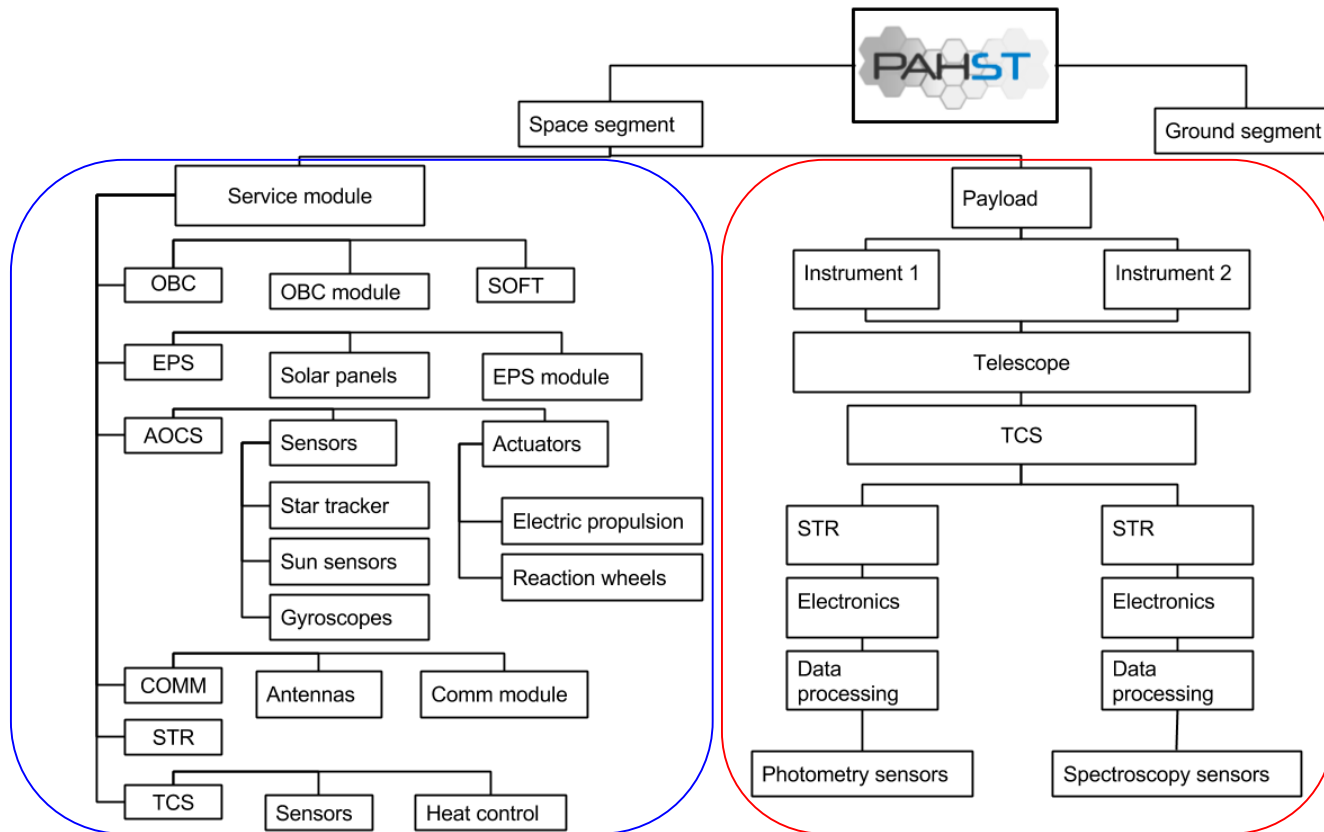 PAHST
Space segment
Ground segment
Service module
OBC
OBC module
SOFT
EPS
Solar panels
EPS module
AOCS
Sensors
Actuators
Star tracker
Electric propulsion
Sun sensors
Reaction wheels
Gyroscopes
COMM
Antennas
Comm module
STR
TCS
Sensors
Heat control
Payload
Instrument 1
Instrument 2
Telescope
TCS
STR
STR
Electronics
Electronics
Data
processing
Data
processing
Photometry sensors
Spectroscopy sensors